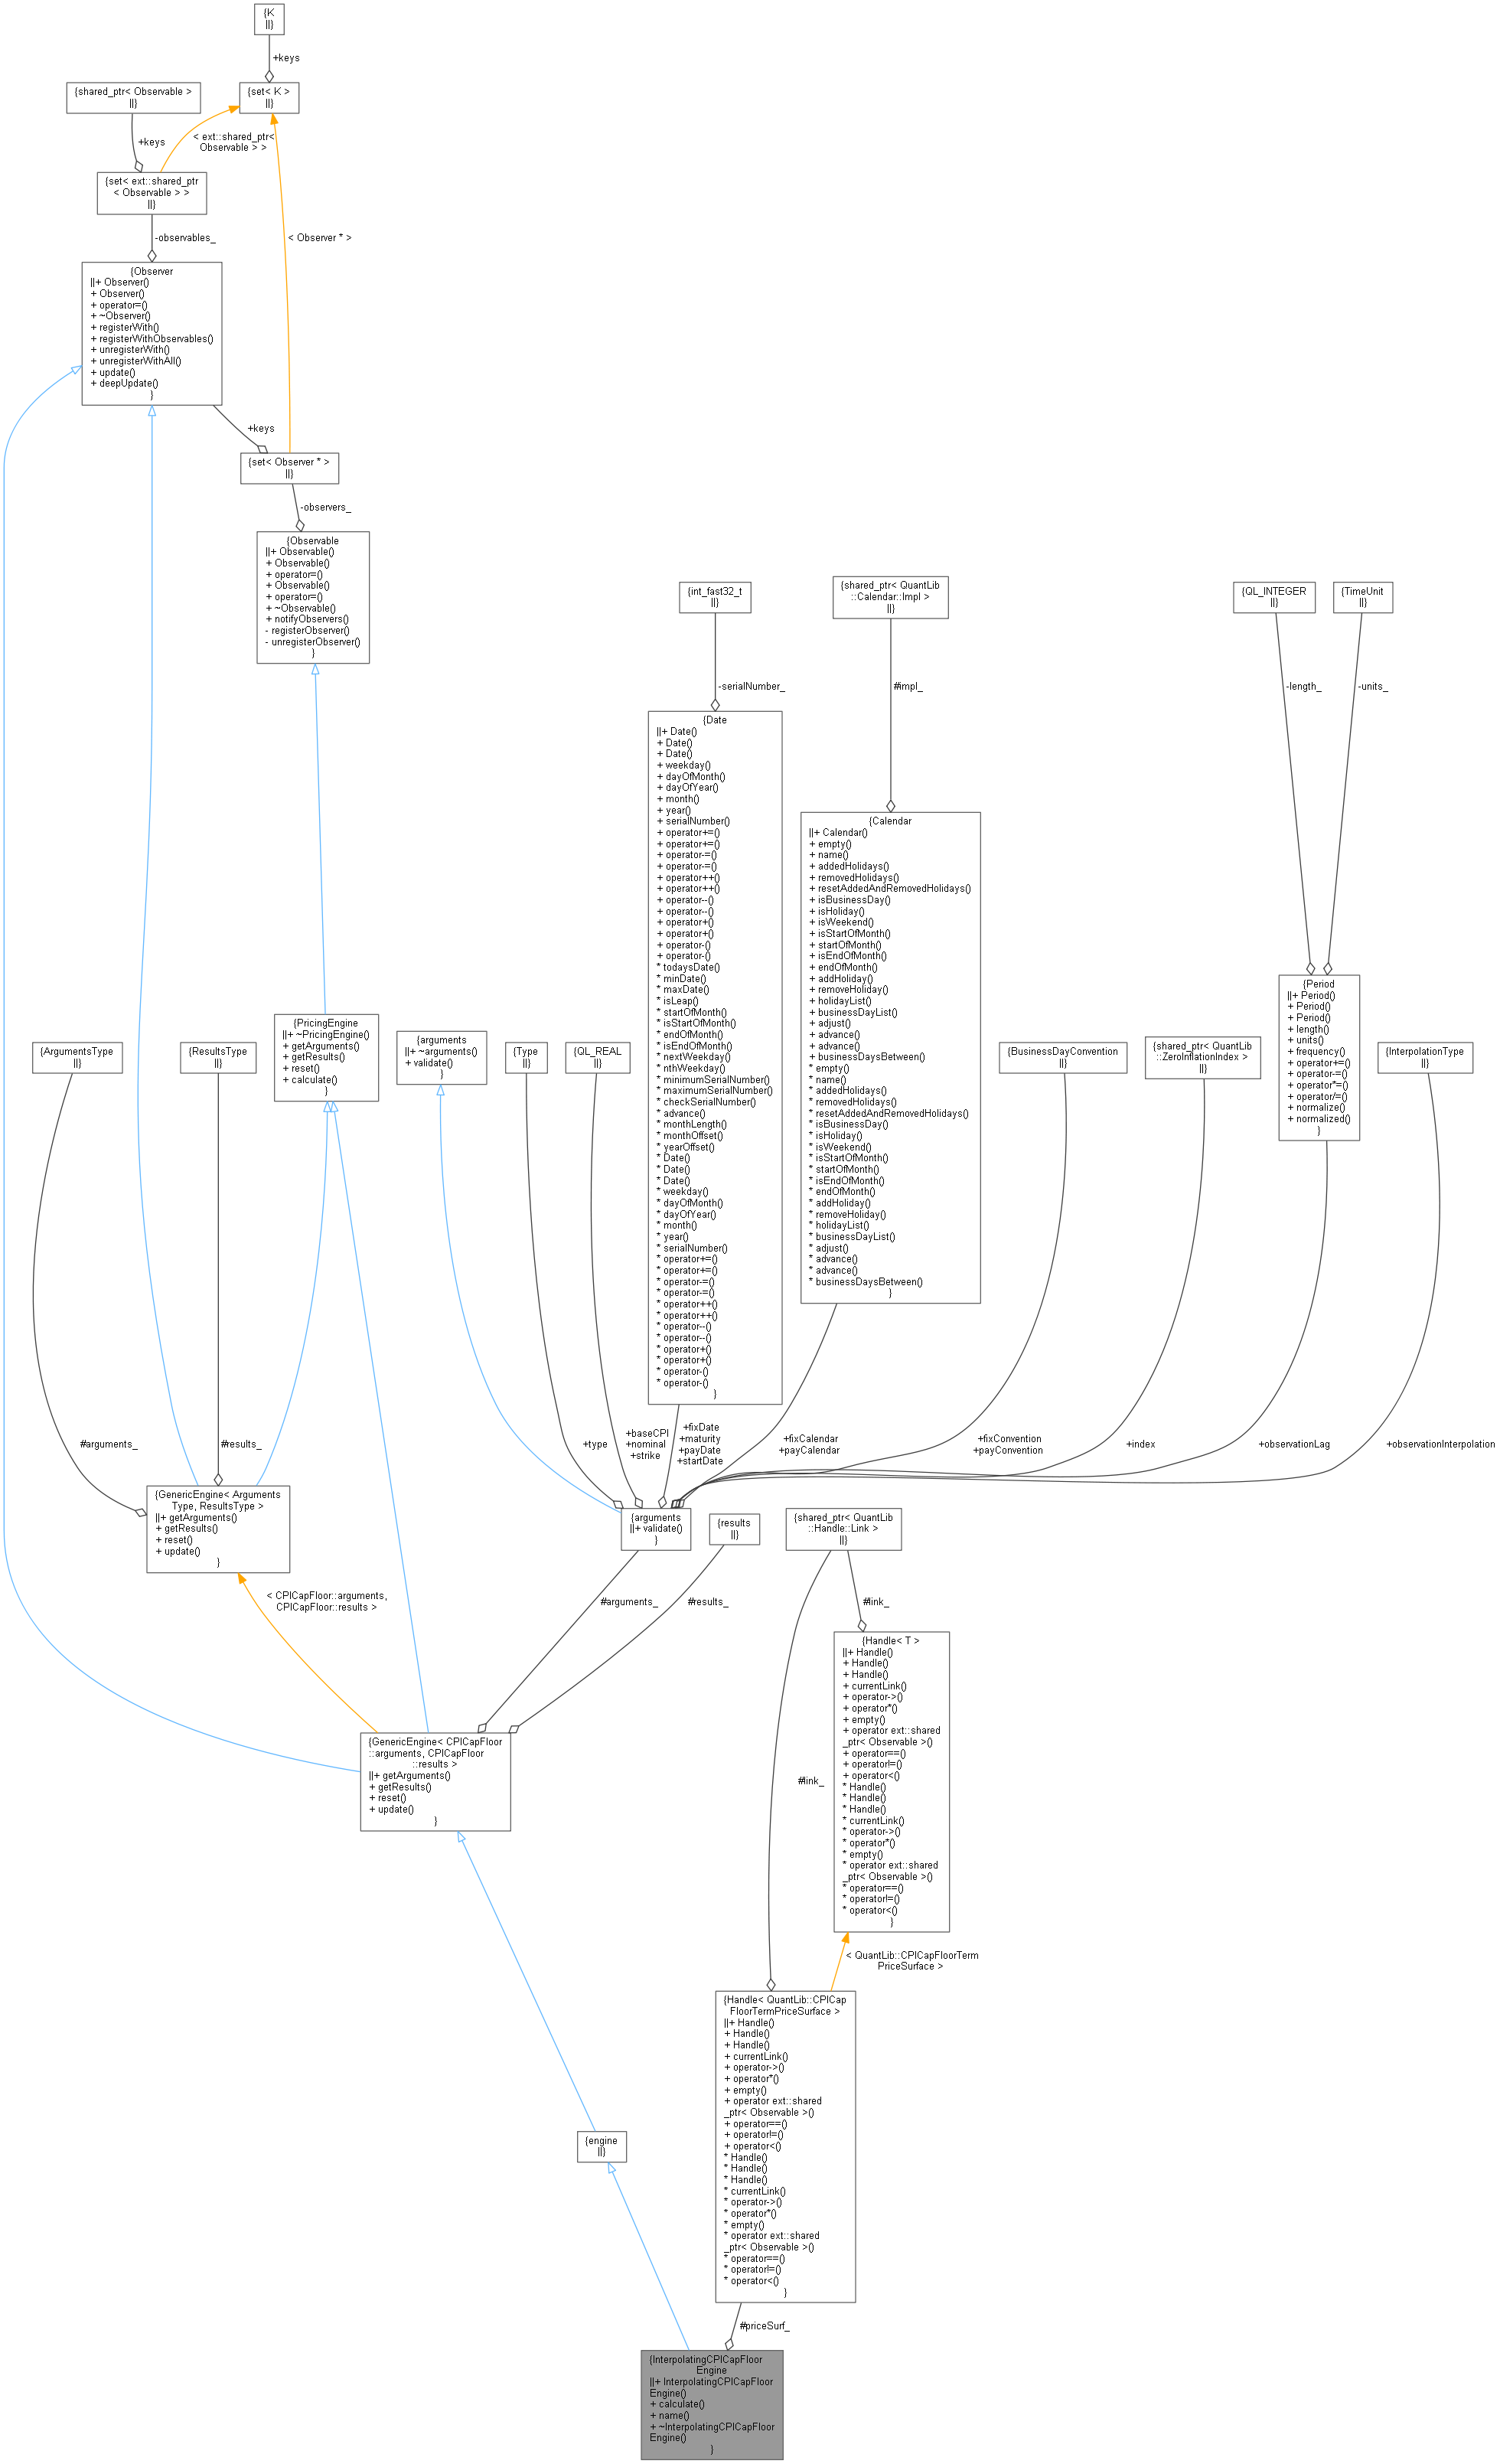 {K
||}
+keys
{shared_ptr< Observable >
||}
{set< K >
||}
+keys
< ext::shared_ptr<
Observable > >
{set< ext::shared_ptr
< Observable > >
||}
-observables_
< Observer * >
{Observer
||+ Observer()
+ Observer()
+ operator=()
+ ~Observer()
+ registerWith()
+ registerWithObservables()
+ unregisterWith()
+ unregisterWithAll()
+ update()
+ deepUpdate()
}
+keys
{set< Observer * >
||}
-observers_
{Observable
||+ Observable()
+ Observable()
+ operator=()
+ Observable()
+ operator=()
+ ~Observable()
+ notifyObservers()
- registerObserver()
- unregisterObserver()
}
{int_fast32_t
||}
{shared_ptr< QuantLib
::Calendar::Impl >
||}
{QL_INTEGER
||}
{TimeUnit
||}
-serialNumber_
#impl_
-length_
-units_
{Date
||+ Date()
+ Date()
+ Date()
+ weekday()
+ dayOfMonth()
+ dayOfYear()
+ month()
+ year()
+ serialNumber()
+ operator+=()
+ operator+=()
+ operator-=()
+ operator-=()
+ operator++()
+ operator++()
+ operator--()
+ operator--()
+ operator+()
+ operator+()
+ operator-()
+ operator-()
* todaysDate()
* minDate()
* maxDate()
* isLeap()
* startOfMonth()
* isStartOfMonth()
* endOfMonth()
* isEndOfMonth()
* nextWeekday()
* nthWeekday()
* minimumSerialNumber()
* maximumSerialNumber()
* checkSerialNumber()
* advance()
* monthLength()
* monthOffset()
* yearOffset()
* Date()
* Date()
* Date()
* weekday()
* dayOfMonth()
* dayOfYear()
* month()
* year()
* serialNumber()
* operator+=()
* operator+=()
* operator-=()
* operator-=()
* operator++()
* operator++()
* operator--()
* operator--()
* operator+()
* operator+()
* operator-()
* operator-()
}
{Calendar
||+ Calendar()
+ empty()
+ name()
+ addedHolidays()
+ removedHolidays()
+ resetAddedAndRemovedHolidays()
+ isBusinessDay()
+ isHoliday()
+ isWeekend()
+ isStartOfMonth()
+ startOfMonth()
+ isEndOfMonth()
+ endOfMonth()
+ addHoliday()
+ removeHoliday()
+ holidayList()
+ businessDayList()
+ adjust()
+ advance()
+ advance()
+ businessDaysBetween()
* empty()
* name()
* addedHolidays()
* removedHolidays()
* resetAddedAndRemovedHolidays()
* isBusinessDay()
* isHoliday()
* isWeekend()
* isStartOfMonth()
* startOfMonth()
* isEndOfMonth()
* endOfMonth()
* addHoliday()
* removeHoliday()
* holidayList()
* businessDayList()
* adjust()
* advance()
* advance()
* businessDaysBetween()
}
{Period
||+ Period()
+ Period()
+ Period()
+ length()
+ units()
+ frequency()
+ operator+=()
+ operator-=()
+ operator*=()
+ operator/=()
+ normalize()
+ normalized()
}
{ArgumentsType
||}
{ResultsType
||}
{PricingEngine
||+ ~PricingEngine()
+ getArguments()
+ getResults()
+ reset()
+ calculate()
}
{arguments
||+ ~arguments()
+ validate()
}
{Type
||}
{QL_REAL
||}
{BusinessDayConvention
||}
{shared_ptr< QuantLib
::ZeroInflationIndex >
||}
{InterpolationType
||}
#arguments_
#results_
+type
+baseCPI
+nominal
+strike
+fixDate
+maturity
+payDate
+startDate
+fixCalendar
+payCalendar
+fixConvention
+payConvention
+index
+observationLag
+observationInterpolation
{GenericEngine< Arguments
Type, ResultsType >
||+ getArguments()
+ getResults()
+ reset()
+ update()
}
{arguments
||+ validate()
}
{results
||}
{shared_ptr< QuantLib
::Handle::Link >
||}
< CPICapFloor::arguments,
CPICapFloor::results >
#arguments_
#results_
#link_
{Handle< T >
||+ Handle()
+ Handle()
+ Handle()
+ currentLink()
+ operator->()
+ operator*()
+ empty()
+ operator ext::shared
_ptr< Observable >()
+ operator==()
+ operator!=()
+ operator<()
* Handle()
* Handle()
* Handle()
* currentLink()
* operator->()
* operator*()
* empty()
* operator ext::shared
_ptr< Observable >()
* operator==()
* operator!=()
* operator<()
}
{GenericEngine< CPICapFloor
::arguments, CPICapFloor
::results >
||+ getArguments()
+ getResults()
+ reset()
+ update()
}
#link_
< QuantLib::CPICapFloorTerm
PriceSurface >
{Handle< QuantLib::CPICap
FloorTermPriceSurface >
||+ Handle()
+ Handle()
+ Handle()
+ currentLink()
+ operator->()
+ operator*()
+ empty()
+ operator ext::shared
_ptr< Observable >()
+ operator==()
+ operator!=()
+ operator<()
* Handle()
* Handle()
* Handle()
* currentLink()
* operator->()
* operator*()
* empty()
* operator ext::shared
_ptr< Observable >()
* operator==()
* operator!=()
* operator<()
}
{engine
||}
#priceSurf_
{InterpolatingCPICapFloor
Engine
||+ InterpolatingCPICapFloor
Engine()
+ calculate()
+ name()
+ ~InterpolatingCPICapFloor
Engine()
}